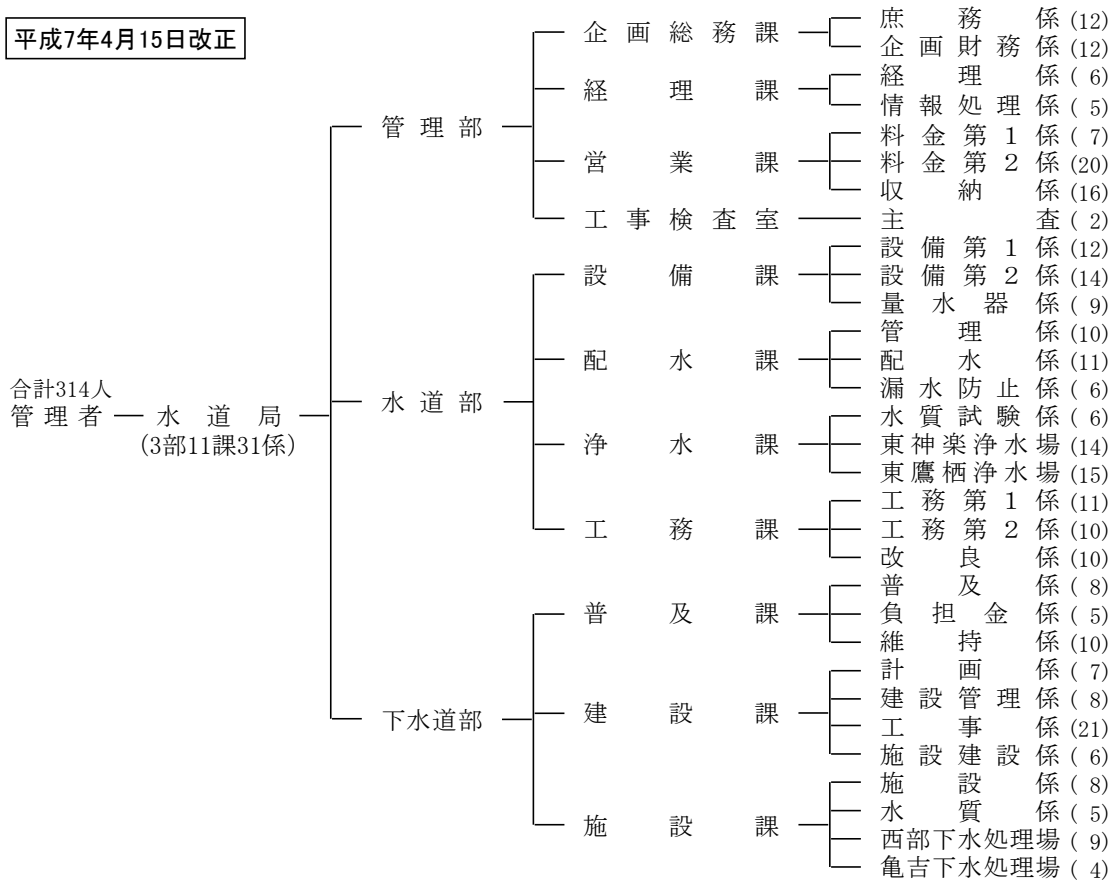 平成7年4月15日改正
合計314人
管理者
水道局
(3部11課31係)
管理部
企画総務課
庶務係(12)
企画財務係(12)
経理課
経理係( 6)
情報処理係( 5)
営業課
料金第1係( 7)
料金第2係(20)
収納係(16)
工事検査室
主査( 2)
水道部
設備課
設備第1係(12)
設備第2係(14)
量水器係( 9)
配水課
管理係(10)
配水係(11)
漏水防止係( 6)
浄水課
水質試験係( 6)
東神楽浄水場(14)
東鷹栖浄水場(15)
工務課
工務第1係(11)
工務第2係(10)
改良係(10)
下水道部
普及課
普及係( 8)
負担金係( 5)
維持係(10)
建設課
計画係( 7)
建設管理係( 8)
工事係(21)
施設建設係( 6)
施設課
施設係( 8)
水質係( 5)
西部下水処理場( 9)
亀吉下水処理場( 4)